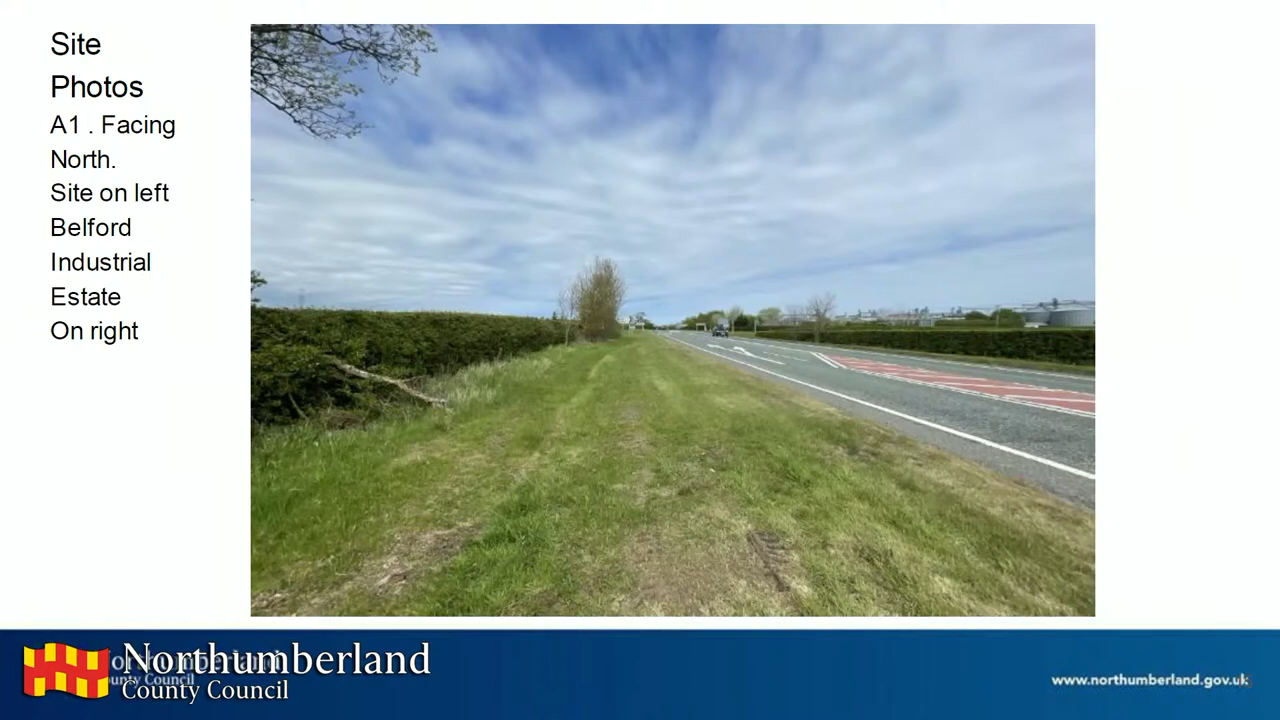 Site
Photos
A1 . Facing
North.
Site on left
Belford
Industrial
Estate
On right
Northumberland
County Council
www.northumberland.gov.uk